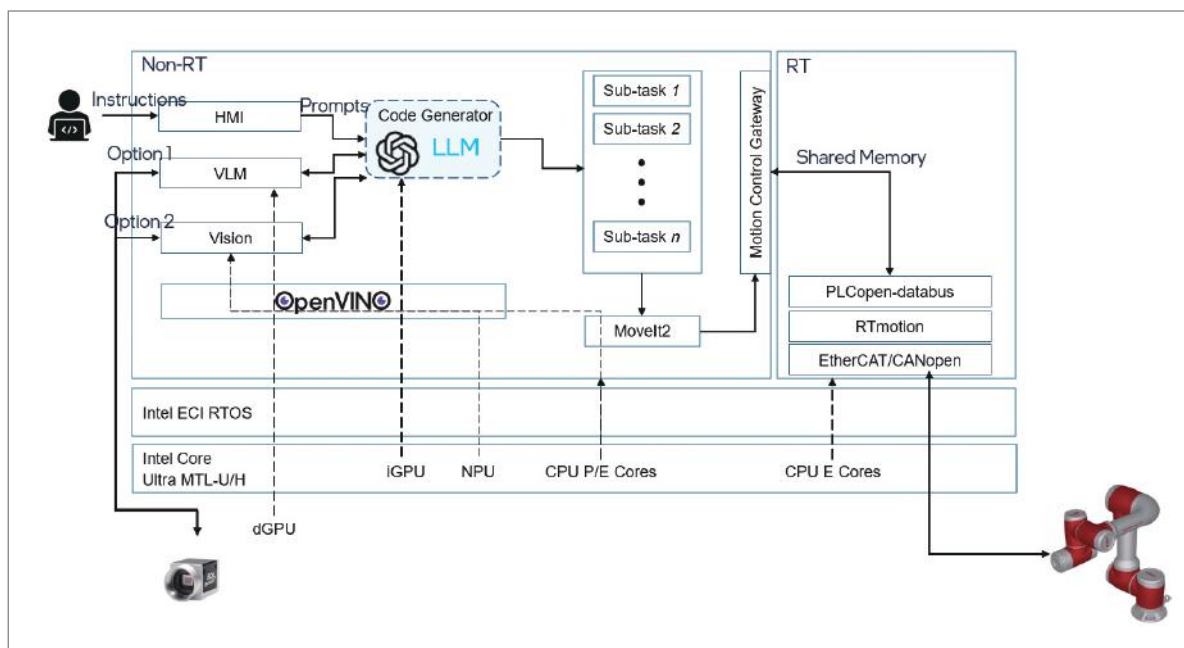 Non-RT
RT
Instructions
HMI
Prompts
Code Generator
LLM
Option 1
VLM
Option 2
Vision
OpenVINO
Sub-task 1
Sub-task 2
Sub-task n
MoveIt2
Motion Control Gateway
Shared Memory
PLCopen-databus
RTmotion
EtherCAT/CANopen
Intel ECI RTOS
Intel Core
Ultra MTL-U/H
iGPU
NPU
CPU P/E Cores
CPU E Cores
dGPU